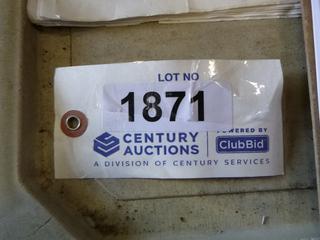 LOT NO
1871
CENTURY
AUCTIONS
POWERED BY
ClubBid
A DIVISION OF CENTURY SERVICES